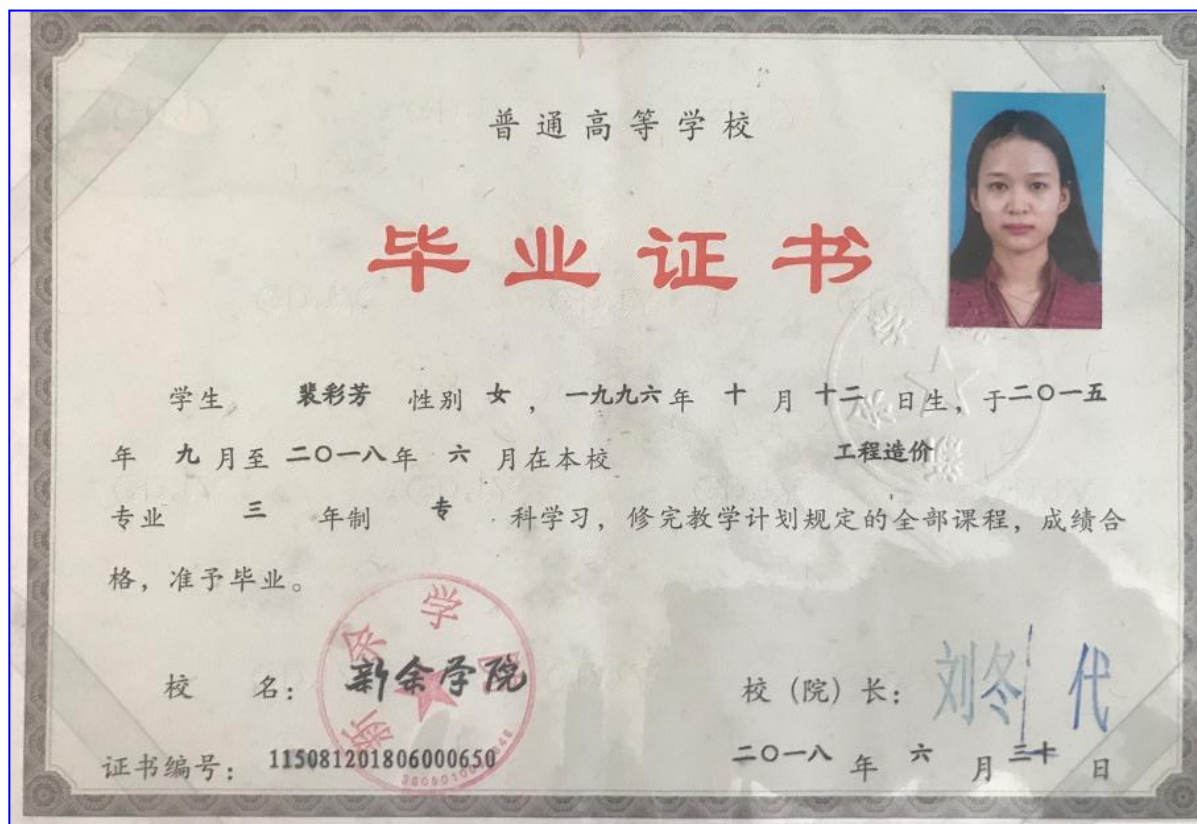 普通高等学校
毕业证书
学生 裴彩芳 性别 女，一九九六年 十 月 十二 日生，于二〇一五
年 九 月至 二〇一八年 六 月在本校 工程造价
专业 三 年制 专 科学习，修完教学计划规定的全部课程，成绩合
格，准予毕业。
校 名：新余学院
校（院）长：刘冬 代
证书编号：115081201806000650
二〇一八 年 六 月 三十 日